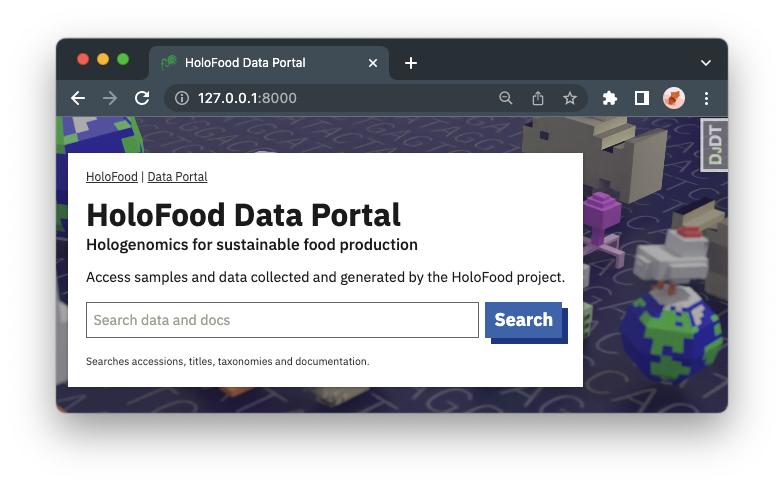 HoloFood Data Portal
127.0.0.1:8000
DJDT
HoloFood | Data Portal
HoloFood Data Portal
Hologenomics for sustainable food production
Access samples and data collected and generated by the HoloFood project.
Search data and docs
Search
Searches accessions, titles, taxonomies and documentation.